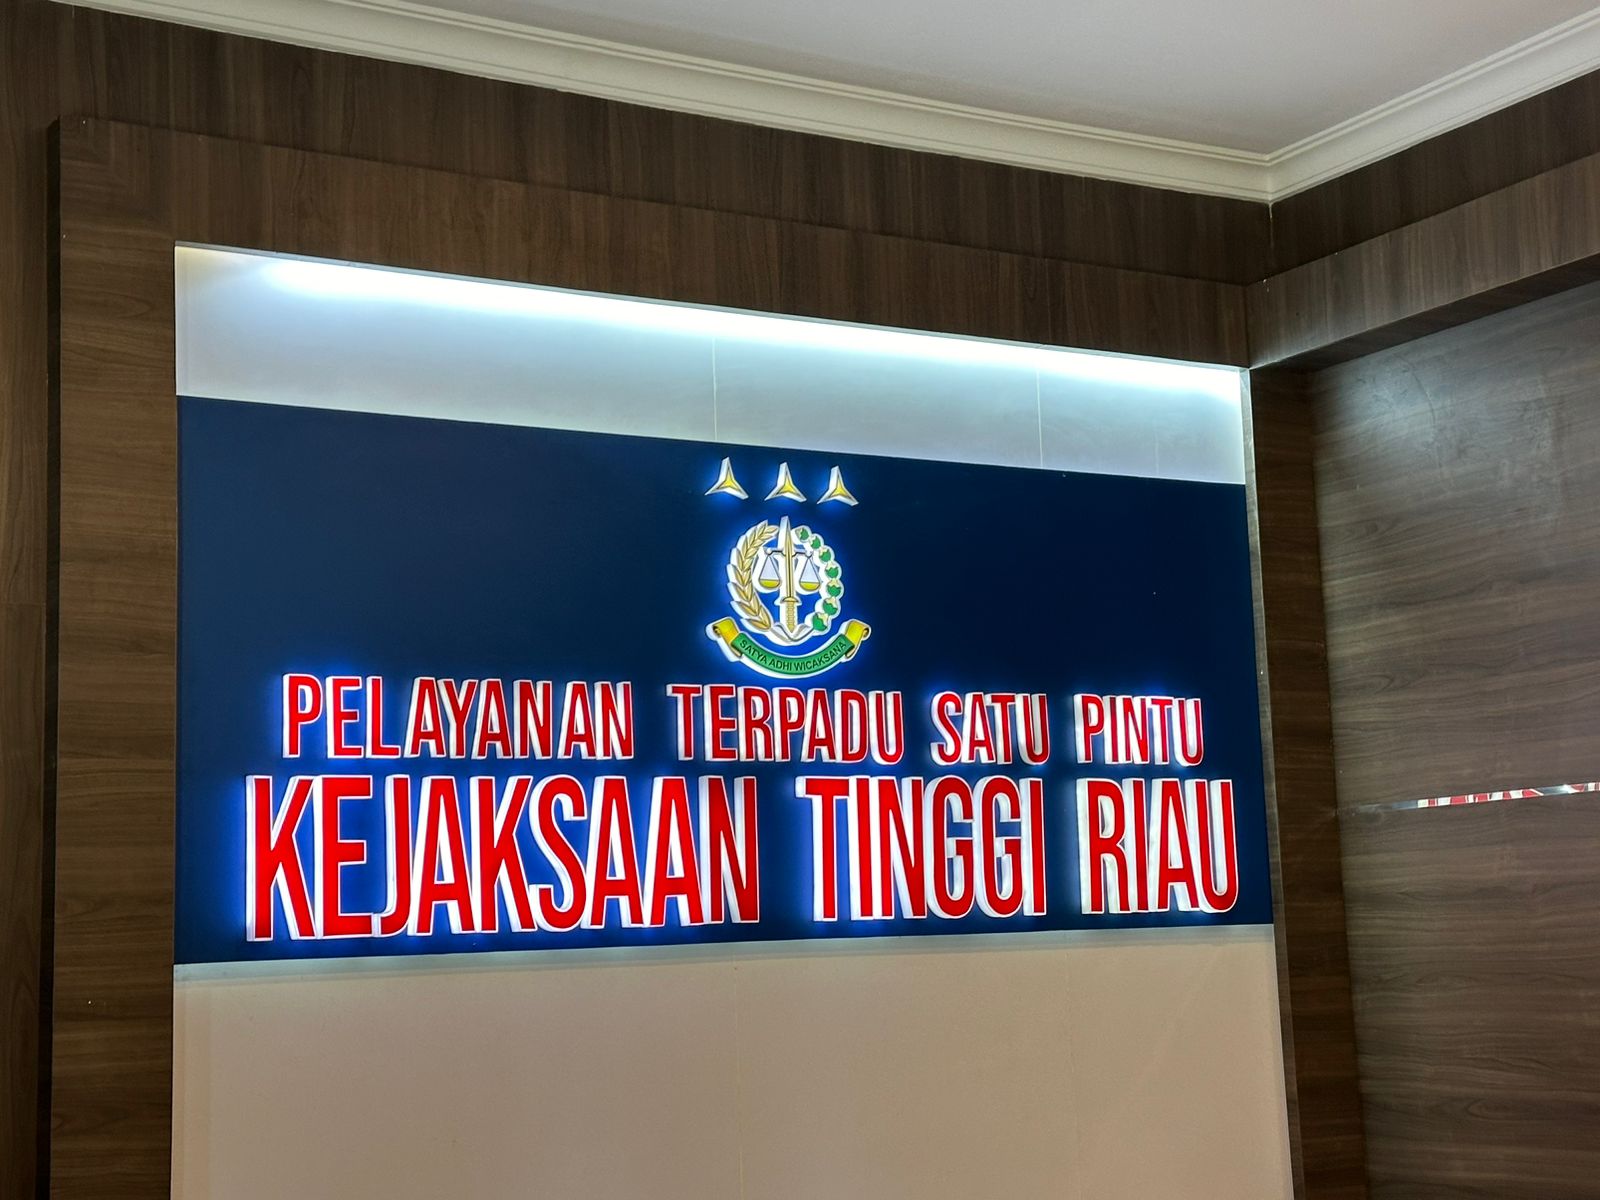 SATYA ADHI WICAKSANA
PELAYANAN TERPADU SATU PINTU
KEJAKSAAN TINGGI RIAU